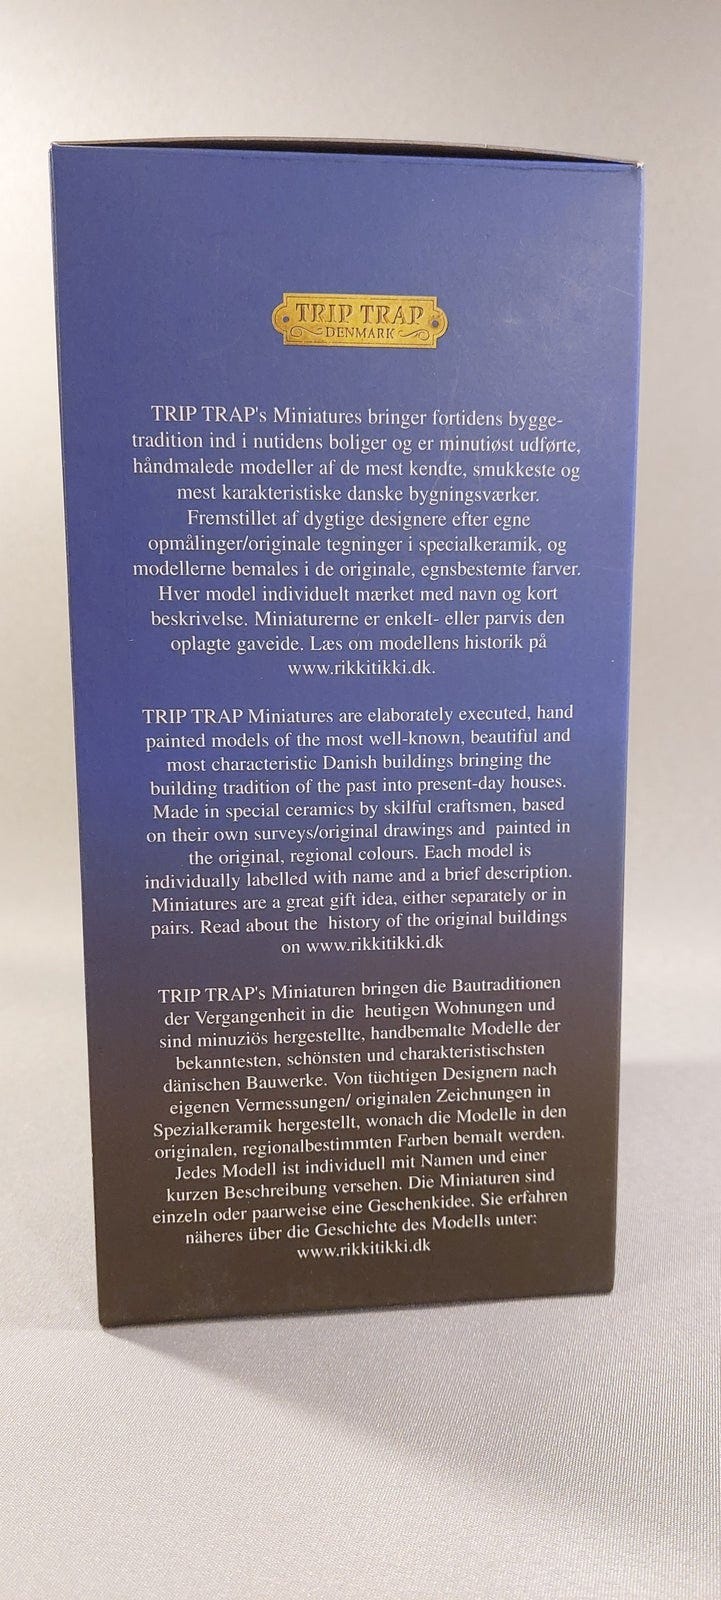 TRIP TRAP
DENMARK
TRIP TRAP's Miniatures bringer fortidens bygge-
tradition ind i nutidens boliger og er minutiøst udførte,
håndmalede modeller af de mest kendte, smukkeste og
mest karakteristiske danske bygningsværker.
Fremstillet af dygtige designere efter egne
opmålinger/originale tegninger i specialkeramik, og
modellerne bemales i de originale, egnsbestemte farver.
Hver model individuelt mærket med navn og kort
beskrivelse. Miniaturerne er enkelt- eller parvis den
oplagte gaveide. Læs om modellens historik på
www.rikkitikki.dk.
TRIP TRAP Miniatures are elaborately executed, hand
painted models of the most well-known, beautiful and
most characteristic Danish buildings bringing the
building tradition of the past into present-day houses.
Made in special ceramics by skilful craftsmen, based
on their own surveys/original drawings and painted in
the original, regional colours. Each model is
individually labelled with name and a brief description.
Miniatures are a great gift idea, either separately or in
pairs. Read about the history of the original buildings
on www.rikkitikki.dk
TRIP TRAP's Miniaturen bringen die Bautraditionen
der Vergangenheit in die heutigen Wohnungen und
sind minuziös hergestellte, handbemalte Modelle der
bekanntesten, schönsten und charakteristischsten
dänischen Bauwerke. Von tüchtigen Designern nach
eigenen Vermessungen/ originalen Zeichnungen in
Spezialkeramik hergestellt, wonach die Modelle in den
originalen, regionalbestimmten Farben bemalt werden.
Jedes Modell ist individuell mit Namen und einer
kurzen Beschreibung versehen. Die Miniaturen sind
einzeln oder paarweise eine Geschenkidee. Sie erfahren
näheres über die Geschichte des Modells unter:
www.rikkitikki.dk